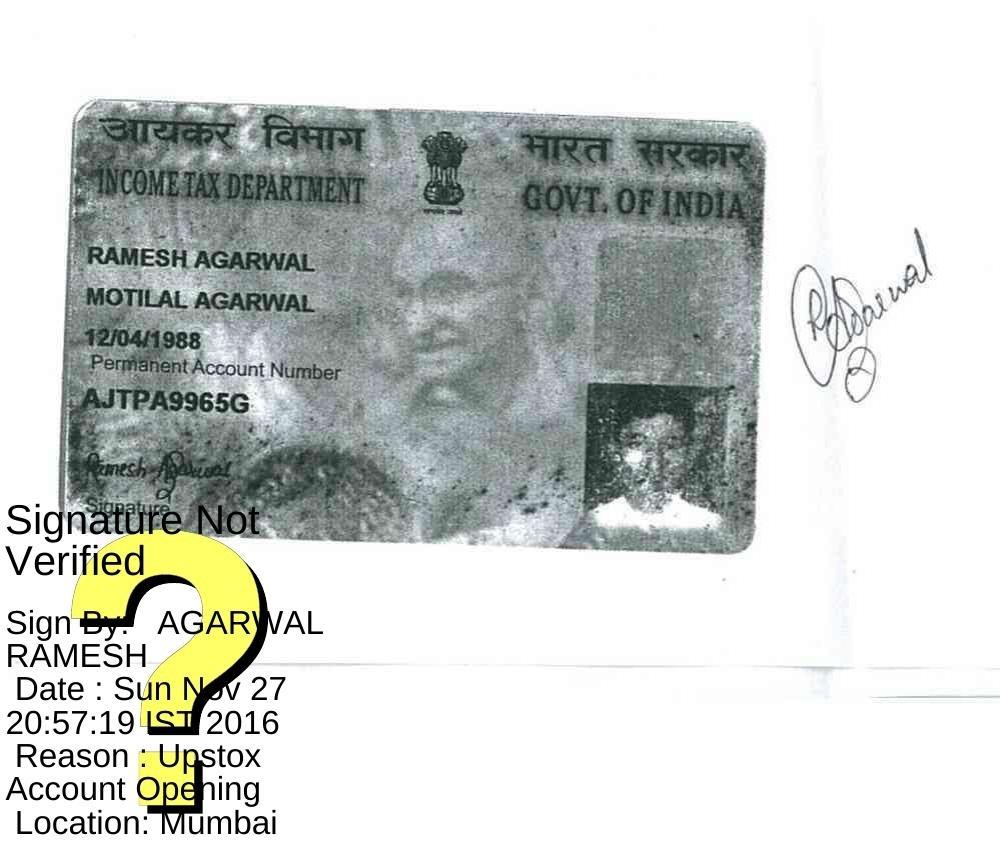 आयकर विभाग
भारत सरकार
INCOME TAX DEPARTMENT
GOVT. OF INDIA
RAMESH AGARWAL
MOTILAL AGARWAL
12/04/1988
Permanent Account Number
AJTPA9965G
Ramesh Agarwal
Signature
RAgarwal
Signature Not
Verified
Sign By: AGARWAL
RAMESH
Date : Sun Nov 27
20:57:19 IST 2016
Reason : Upstox
Account Opening
Location: Mumbai